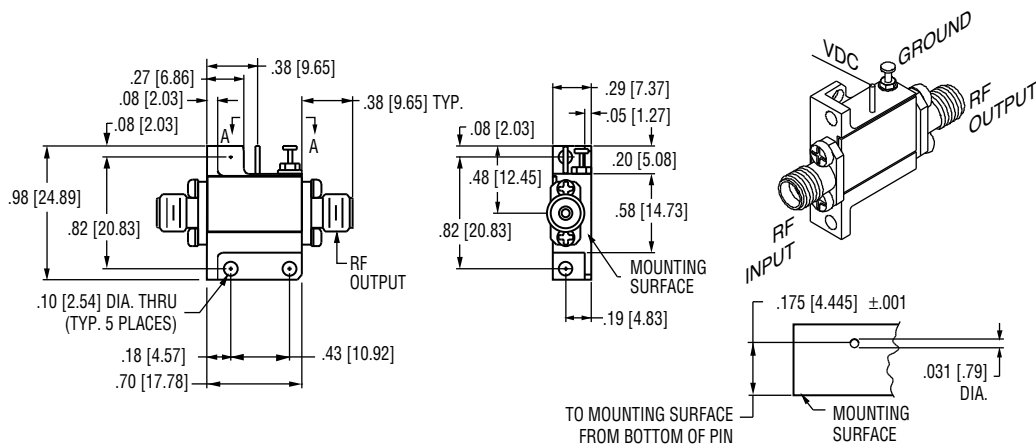 .38 [9.65]
.27 [6.86]
.08 [2.03]
.08 [2.03]
A
A
.38 [9.65] TYP.
.98 [24.89]
.82 [20.83]
RF
OUTPUT
.10 [2.54] DIA. THRU
(TYP. 5 PLACES)
.18 [4.57]
.43 [10.92]
.70 [17.78]
.29 [7.37]
.05 [1.27]
.08 [2.03]
.20 [5.08]
.48 [12.45]
.58 [14.73]
.82 [20.83]
MOUNTING
SURFACE
.19 [4.83]
VDC
GROUND
RF
OUTPUT
RF
INPUT
.175 [4.445] ±.001
.031 [.79]
DIA.
TO MOUNTING SURFACE
FROM BOTTOM OF PIN
MOUNTING
SURFACE